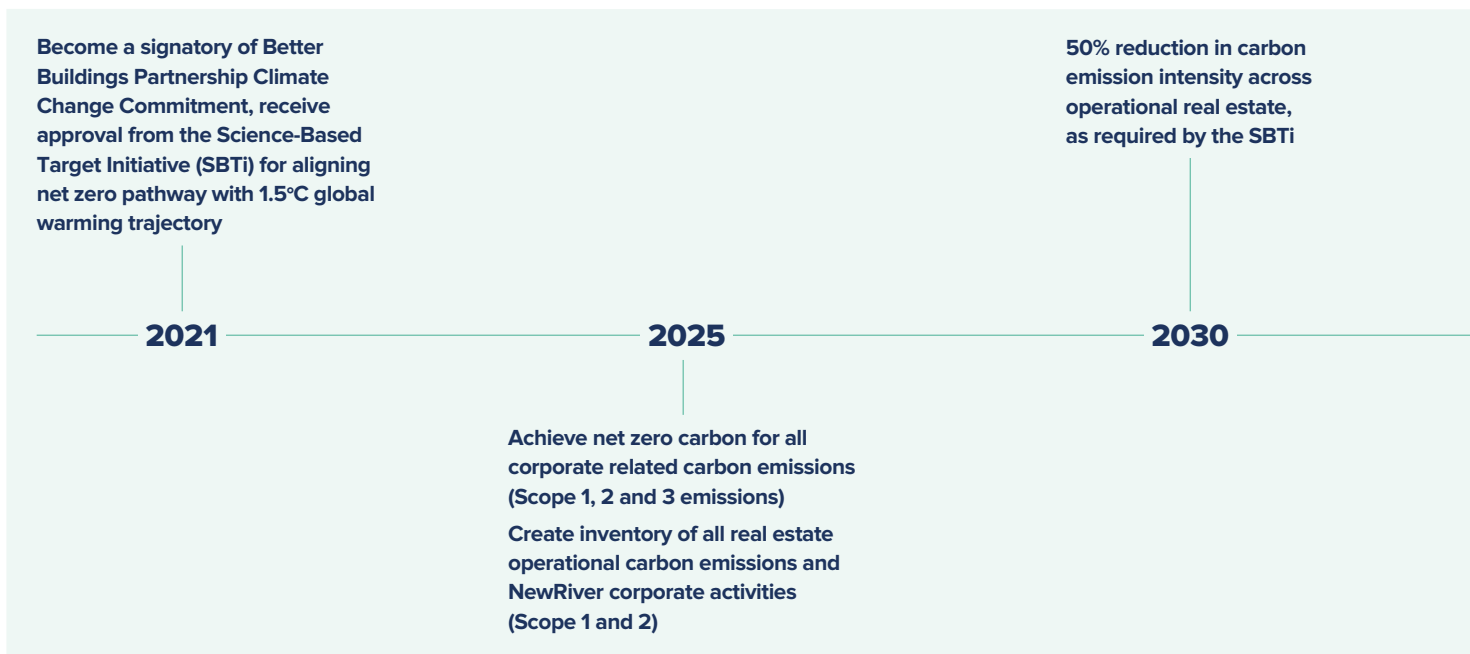 Become a signatory of Better
Buildings Partnership Climate
Change Commitment, receive
approval from the Science-Based
Target Initiative (SBTi) for aligning
net zero pathway with 1.5°C global
warming trajectory
50% reduction in carbon
emission intensity across
operational real estate,
as required by the SBTi
2021
2025
2030
Achieve net zero carbon for all
corporate related carbon emissions
(Scope 1, 2 and 3 emissions)
Create inventory of all real estate
operational carbon emissions and
NewRiver corporate activities
(Scope 1 and 2)